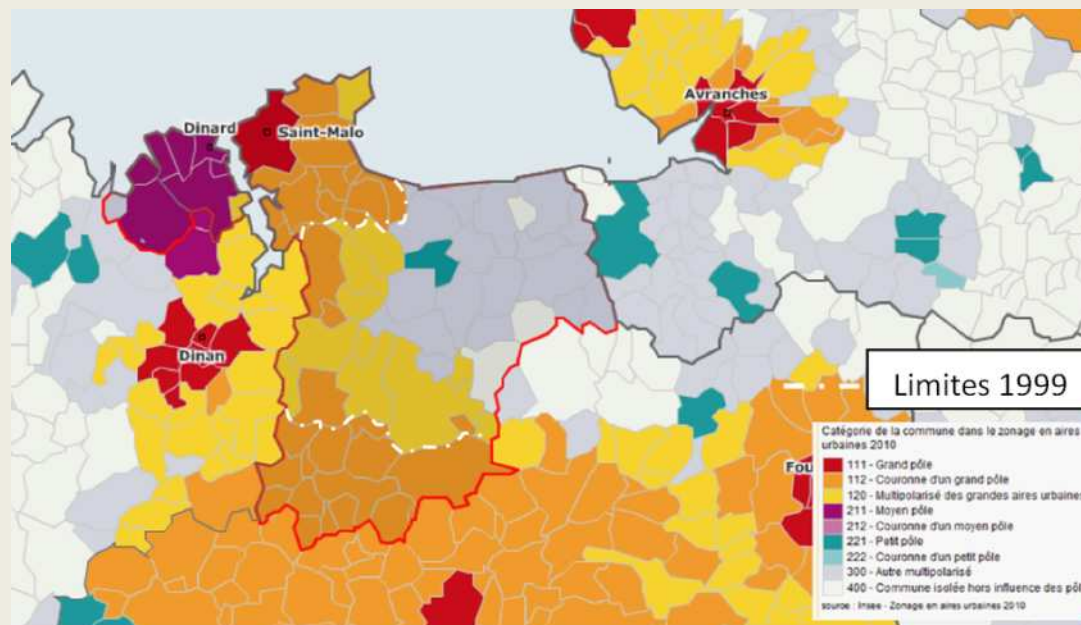 Avranches
Dinard
Saint-Malo
Dinan
Limites 1999
Catégorie de la commune dans le zonage en aires
urbaines 2010
Fou
111 - Grand pôle
112 - Couronne d'un grand pôle
120 - Multipolarisé des grandes aires urbaines
211 - Moyen pôle
212 - Couronne d'un moyen pôle
221 - Petit pôle
222 - Couronne d'un petit pôle
300 - Autre multipolarisé
400 - Commune isolée hors influence des pôl
source : Insee - Zonage en aires urbaines 2010